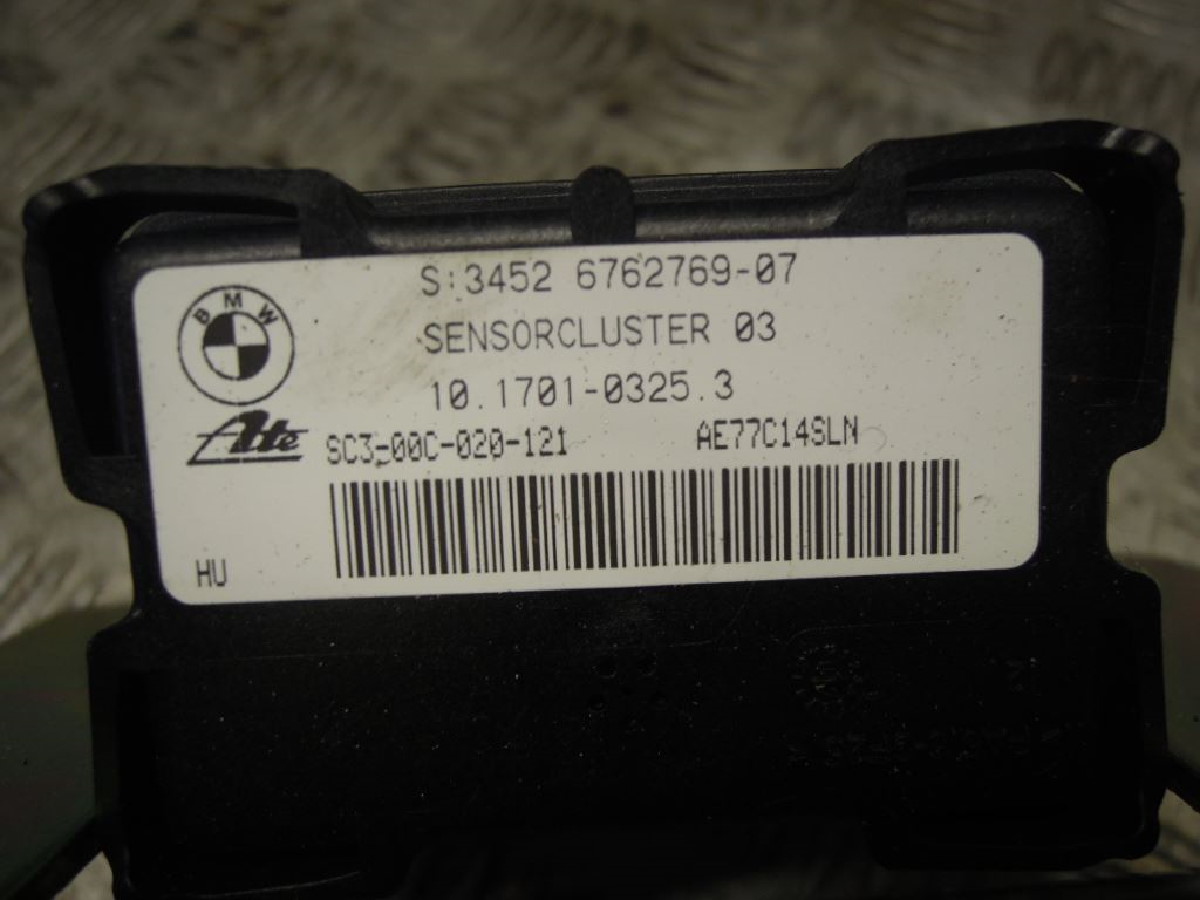 S:3452 6762769-07
BMW
SENSORCLUSTER 03
10.1701-0325.3
Ate
SC3-00C-020-121 AE77C14SLN
HU